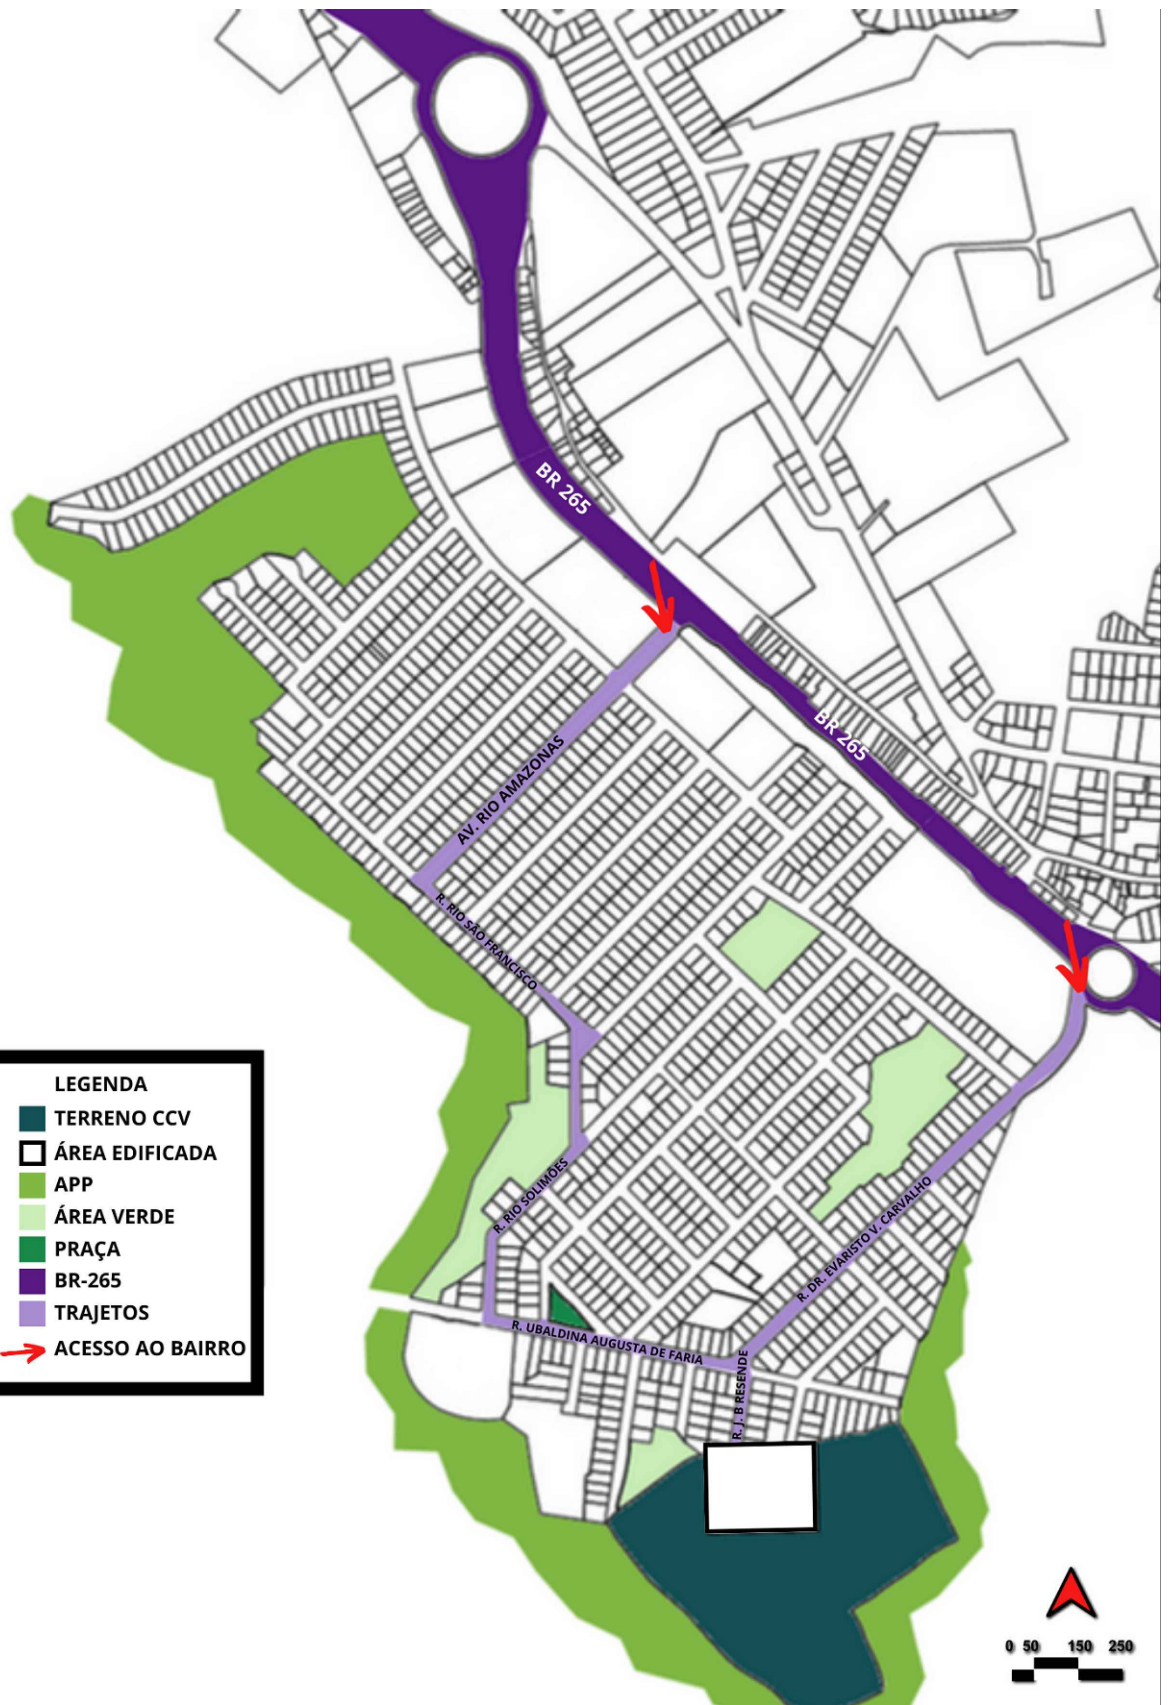 BR 265
BR 265
AV. RIO AMAZONAS
R. RIO SÃO FRANCISCO
R. RIO SOLIMÕES
R. DR. EVARISTO V. CARVALHO
R. UBALDINA AUGUSTA DE FARIA
R. J. B RESENDE
LEGENDA
TERRENO CCV
ÁREA EDIFICADA
APP
ÁREA VERDE
PRAÇA
BR-265
TRAJETOS
ACESSO AO BAIRRO
0 50 150 250